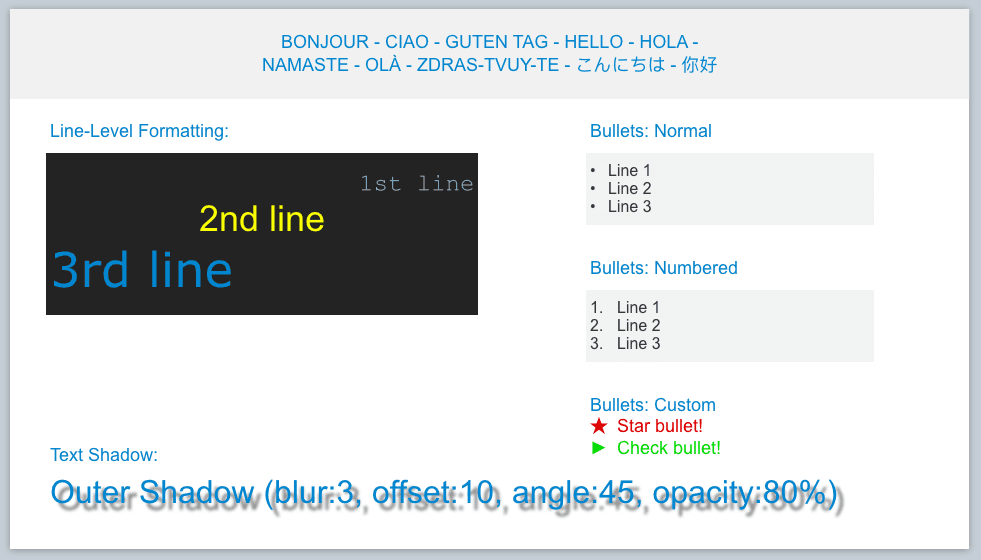 BONJOUR - CIAO - GUTEN TAG - HELLO - HOLA -
NAMASTE - OLÀ - ZDRAS-TVUY-TE - こんにちは - 你好
Line-Level Formatting:
1st line
2nd line
3rd line
Bullets: Normal
• Line 1
• Line 2
• Line 3
Bullets: Numbered
1. Line 1
2. Line 2
3. Line 3
Bullets: Custom
★ Star bullet!
► Check bullet!
Text Shadow:
Outer Shadow (blur:3, offset:10, angle:45, opacity:80%)